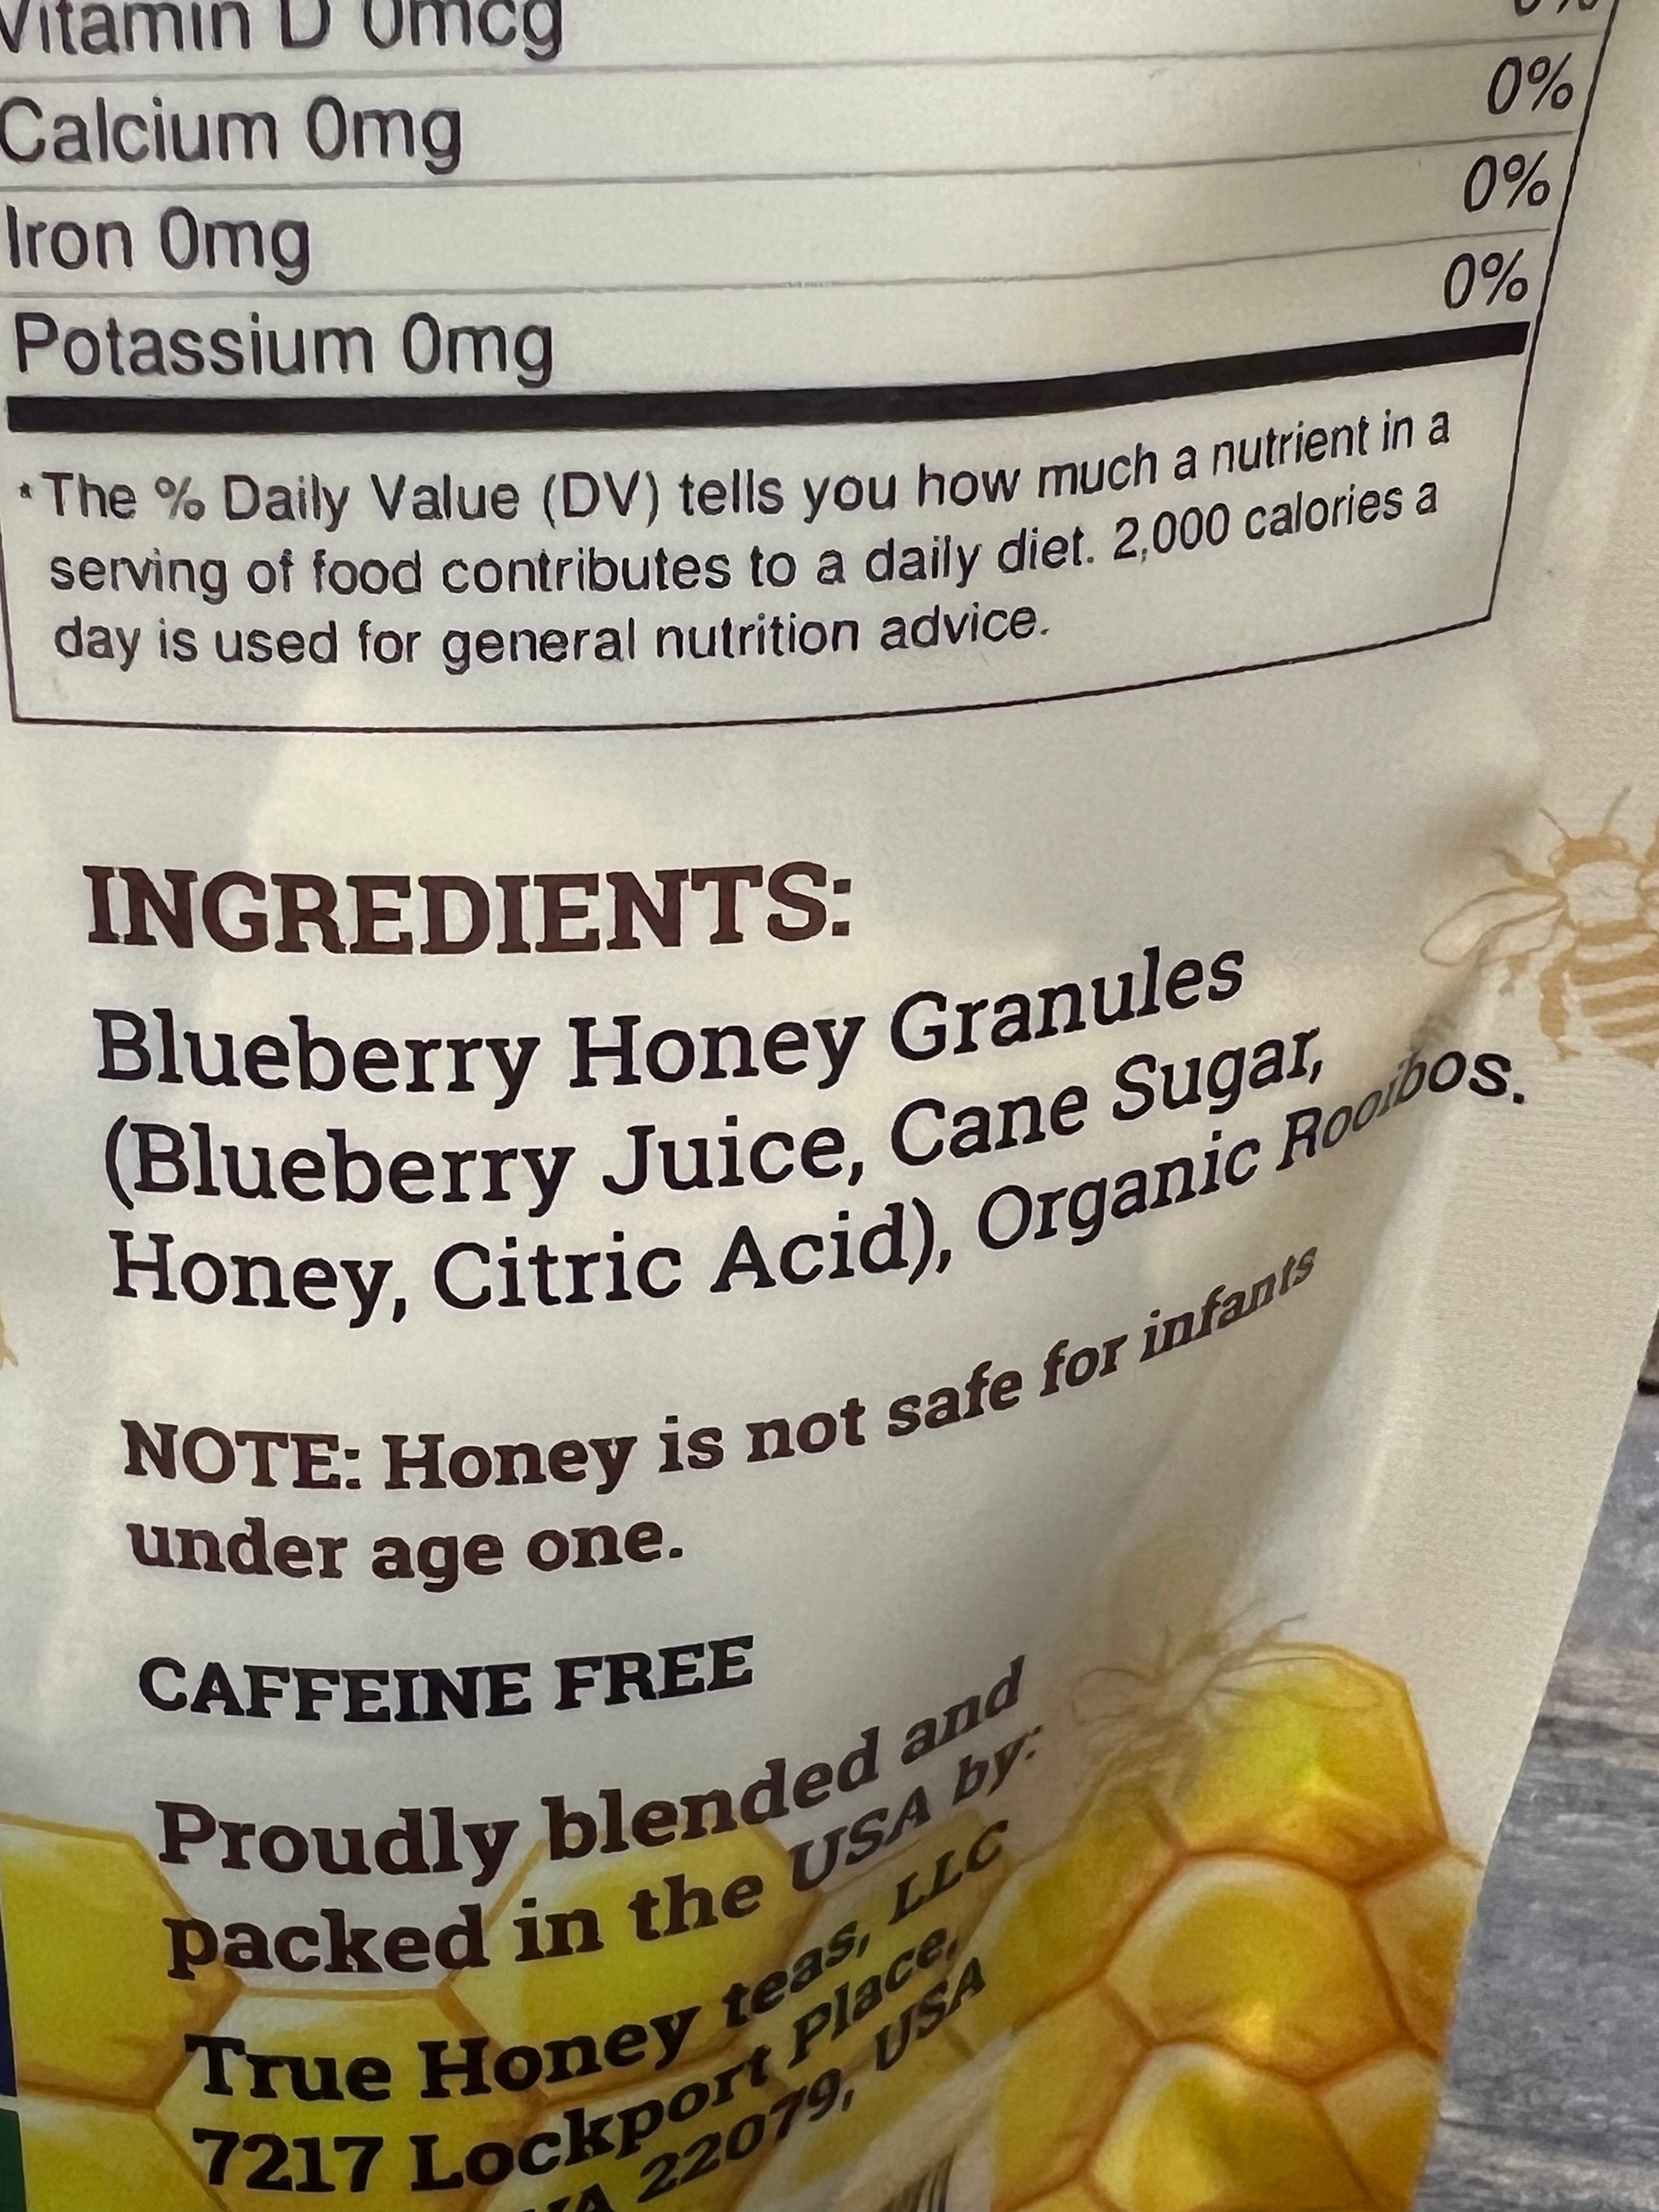 Vitamin D 0mcg 0%
Calcium 0mg 0%
Iron 0mg 0%
Potassium 0mg 0%
*The % Daily Value (DV) tells you how much a nutrient in a
serving of food contributes to a daily diet. 2,000 calories a
day is used for general nutrition advice.
INGREDIENTS:
Blueberry Honey Granules
(Blueberry Juice, Cane Sugar,
Honey, Citric Acid), Organic Rooibos.
NOTE: Honey is not safe for infants
under age one.
CAFFEINE FREE
Proudly blended and
packed in the USA by:
True Honey teas, LLC
7217 Lockport Place,
VA 22079, USA